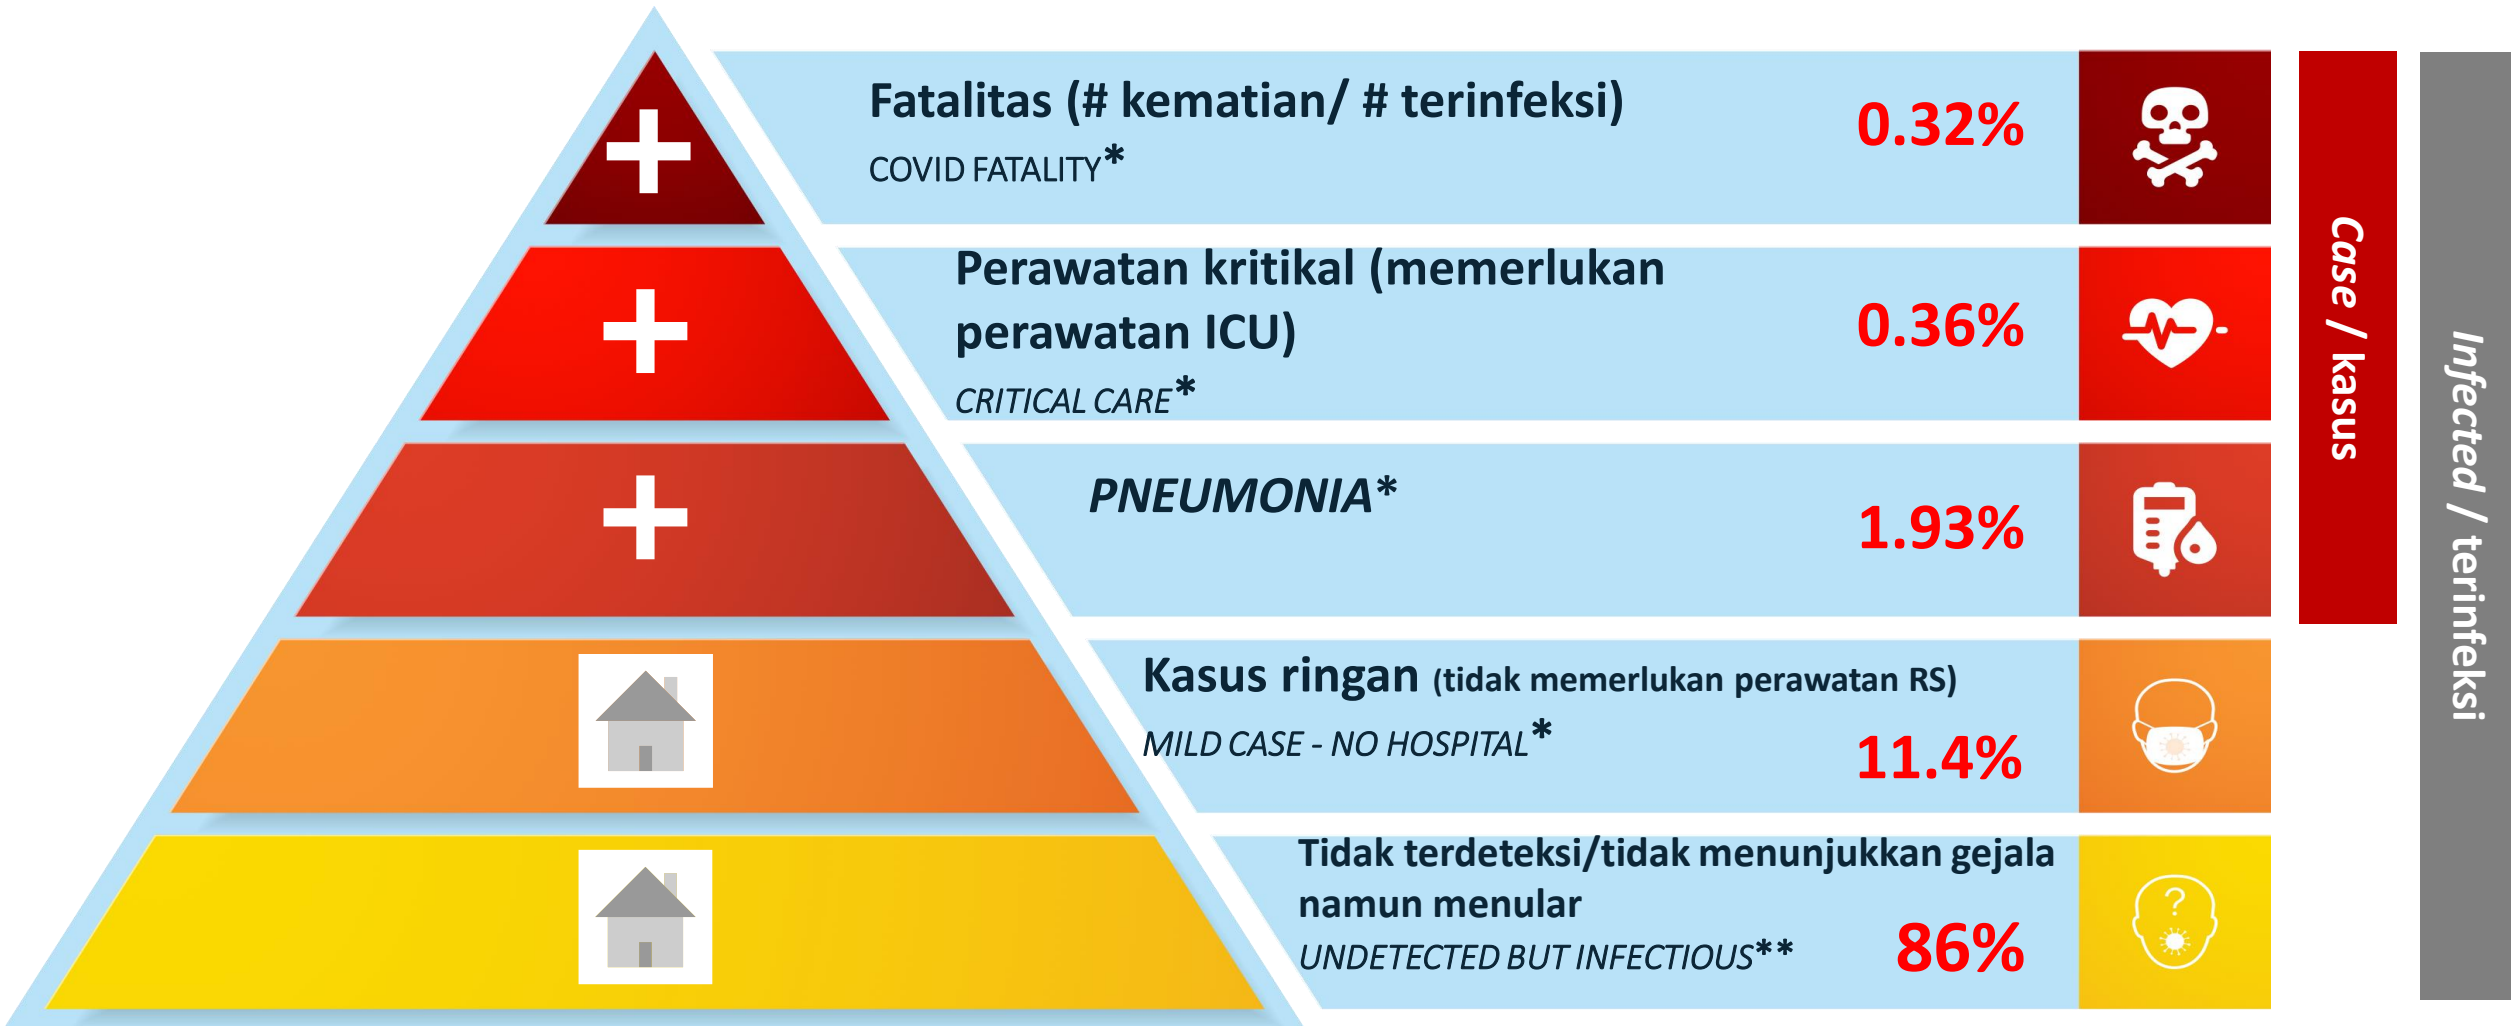 Fatalitas (# kematian/ # terinfeksi)
COVID FATALITY*
0.32%
Perawatan kritikal (memerlukan
perawatan ICU)
CRITICAL CARE*
0.36%
PNEUMONIA*
1.93%
Kasus ringan (tidak memerlukan perawatan RS)
MILD CASE - NO HOSPITAL*
11.4%
Tidak terdeteksi/tidak menunjukkan gejala
namun menular
UNDETECTED BUT INFECTIOUS**
86%
?
Case / kasus
Infected / terinfeksi